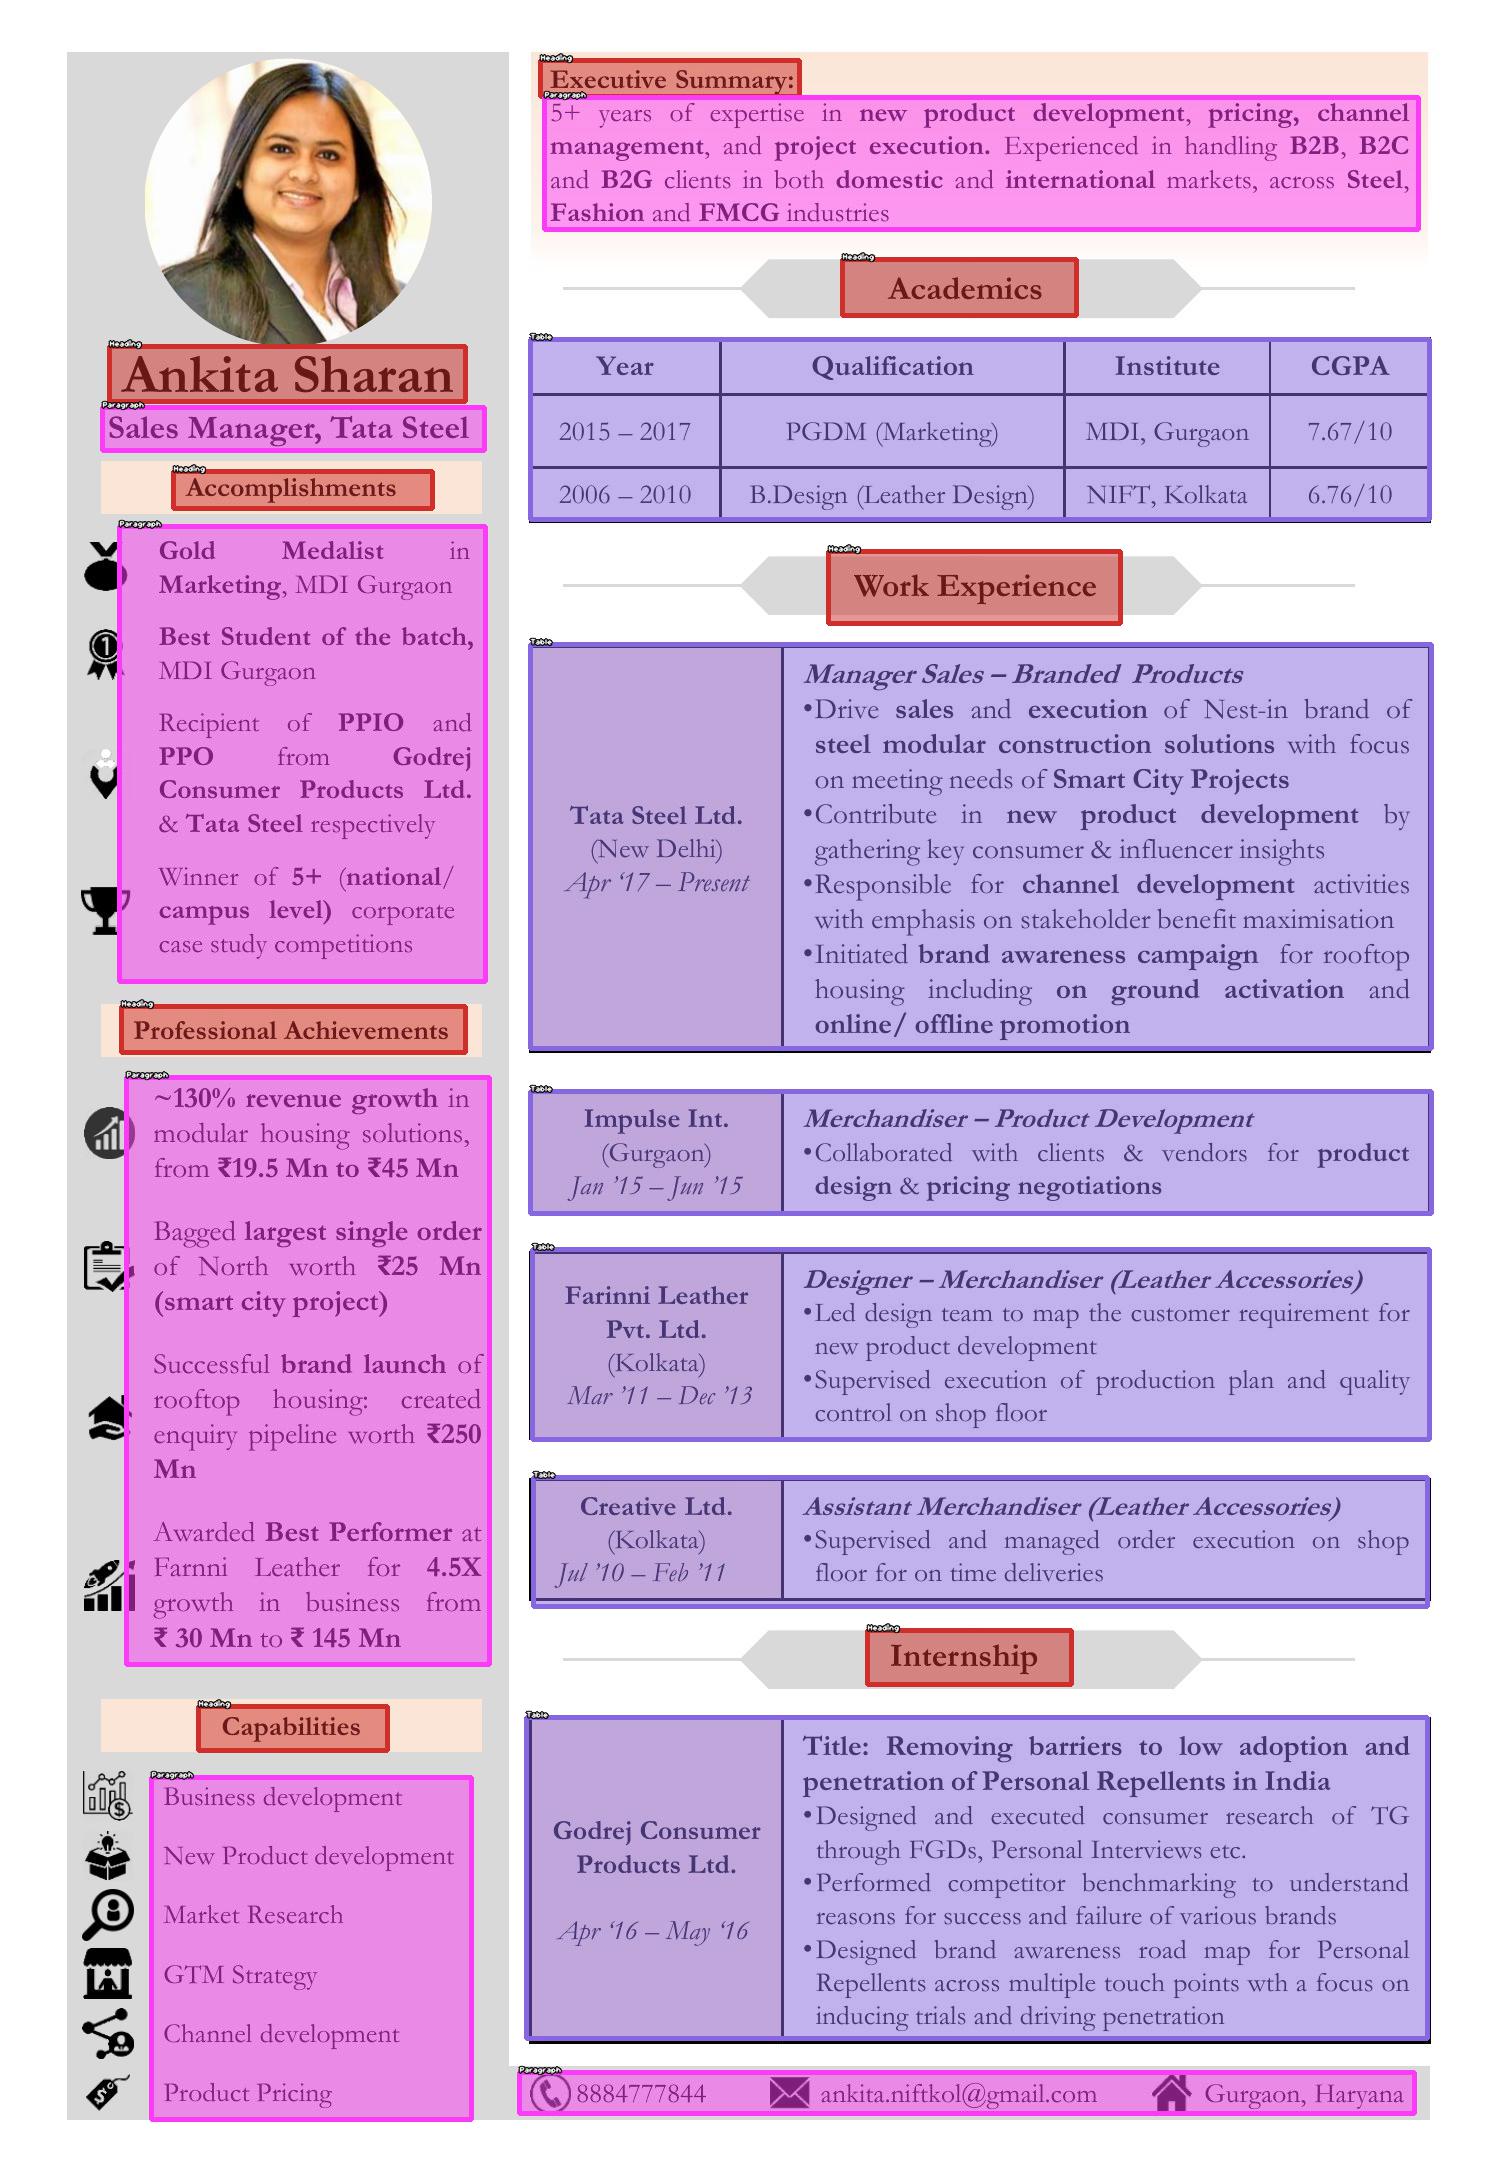 Ankita Sharan
Sales Manager, Tata Steel
Accomplishments
Gold Medalist in
Marketing, MDI Gurgaon
Best Student of the batch,
MDI Gurgaon
Recipient of PPIO and
PPO from Godrej
Consumer Products Ltd.
& Tata Steel respectively
Winner of 5+ (national/
campus level) corporate
case study competitions
Professional Achievements
~130% revenue growth in
modular housing solutions,
from ₹19.5 Mn to ₹45 Mn
Bagged largest single order
of North worth ₹25 Mn
(smart city project)
Successful brand launch of
rooftop housing: created
enquiry pipeline worth ₹250
Mn
Awarded Best Performer at
Farnni Leather for 4.5X
growth in business from
₹ 30 Mn to ₹ 145 Mn
Capabilities
Business development
New Product development
Market Research
GTM Strategy
Channel development
Product Pricing
Heading
Executive Summary:
Paragraph
5+ years of expertise in new product development, pricing, channel
management, and project execution. Experienced in handling B2B, B2C
and B2G clients in both domestic and international markets, across Steel,
Fashion and FMCG industries
Heading
Academics
Table
Year Qualification Institute CGPA
2015 – 2017 PGDM (Marketing) MDI, Gurgaon 7.67/10
2006 – 2010 B.Design (Leather Design) NIFT, Kolkata 6.76/10
Heading
Work Experience
Table
Tata Steel Ltd.
(New Delhi)
Apr ‘17 – Present
Manager Sales – Branded Products
•Drive sales and execution of Nest-in brand of
steel modular construction solutions with focus
on meeting needs of Smart City Projects
•Contribute in new product development by
gathering key consumer & influencer insights
•Responsible for channel development activities
with emphasis on stakeholder benefit maximisation
•Initiated brand awareness campaign for rooftop
housing including on ground activation and
online/ offline promotion
Table
Impulse Int.
(Gurgaon)
Jan ’15 – Jun ’15
Merchandiser – Product Development
•Collaborated with clients & vendors for product
design & pricing negotiations
Table
Farinni Leather
Pvt. Ltd.
(Kolkata)
Mar ’11 – Dec ’13
Designer – Merchandiser (Leather Accessories)
•Led design team to map the customer requirement for
new product development
•Supervised execution of production plan and quality
control on shop floor
Table
Creative Ltd.
(Kolkata)
Jul ’10 – Feb ’11
Assistant Merchandiser (Leather Accessories)
•Supervised and managed order execution on shop
floor for on time deliveries
Heading
Internship
Table
Godrej Consumer
Products Ltd.
Apr ‘16 – May ‘16
Title: Removing barriers to low adoption and
penetration of Personal Repellents in India
•Designed and executed consumer research of TG
through FGDs, Personal Interviews etc.
•Performed competitor benchmarking to understand
reasons for success and failure of various brands
•Designed brand awareness road map for Personal
Repellents across multiple touch points wth a focus on
inducing trials and driving penetration
Paragraph
8884777844 ankita.niftkol@gmail.com Gurgaon, Haryana